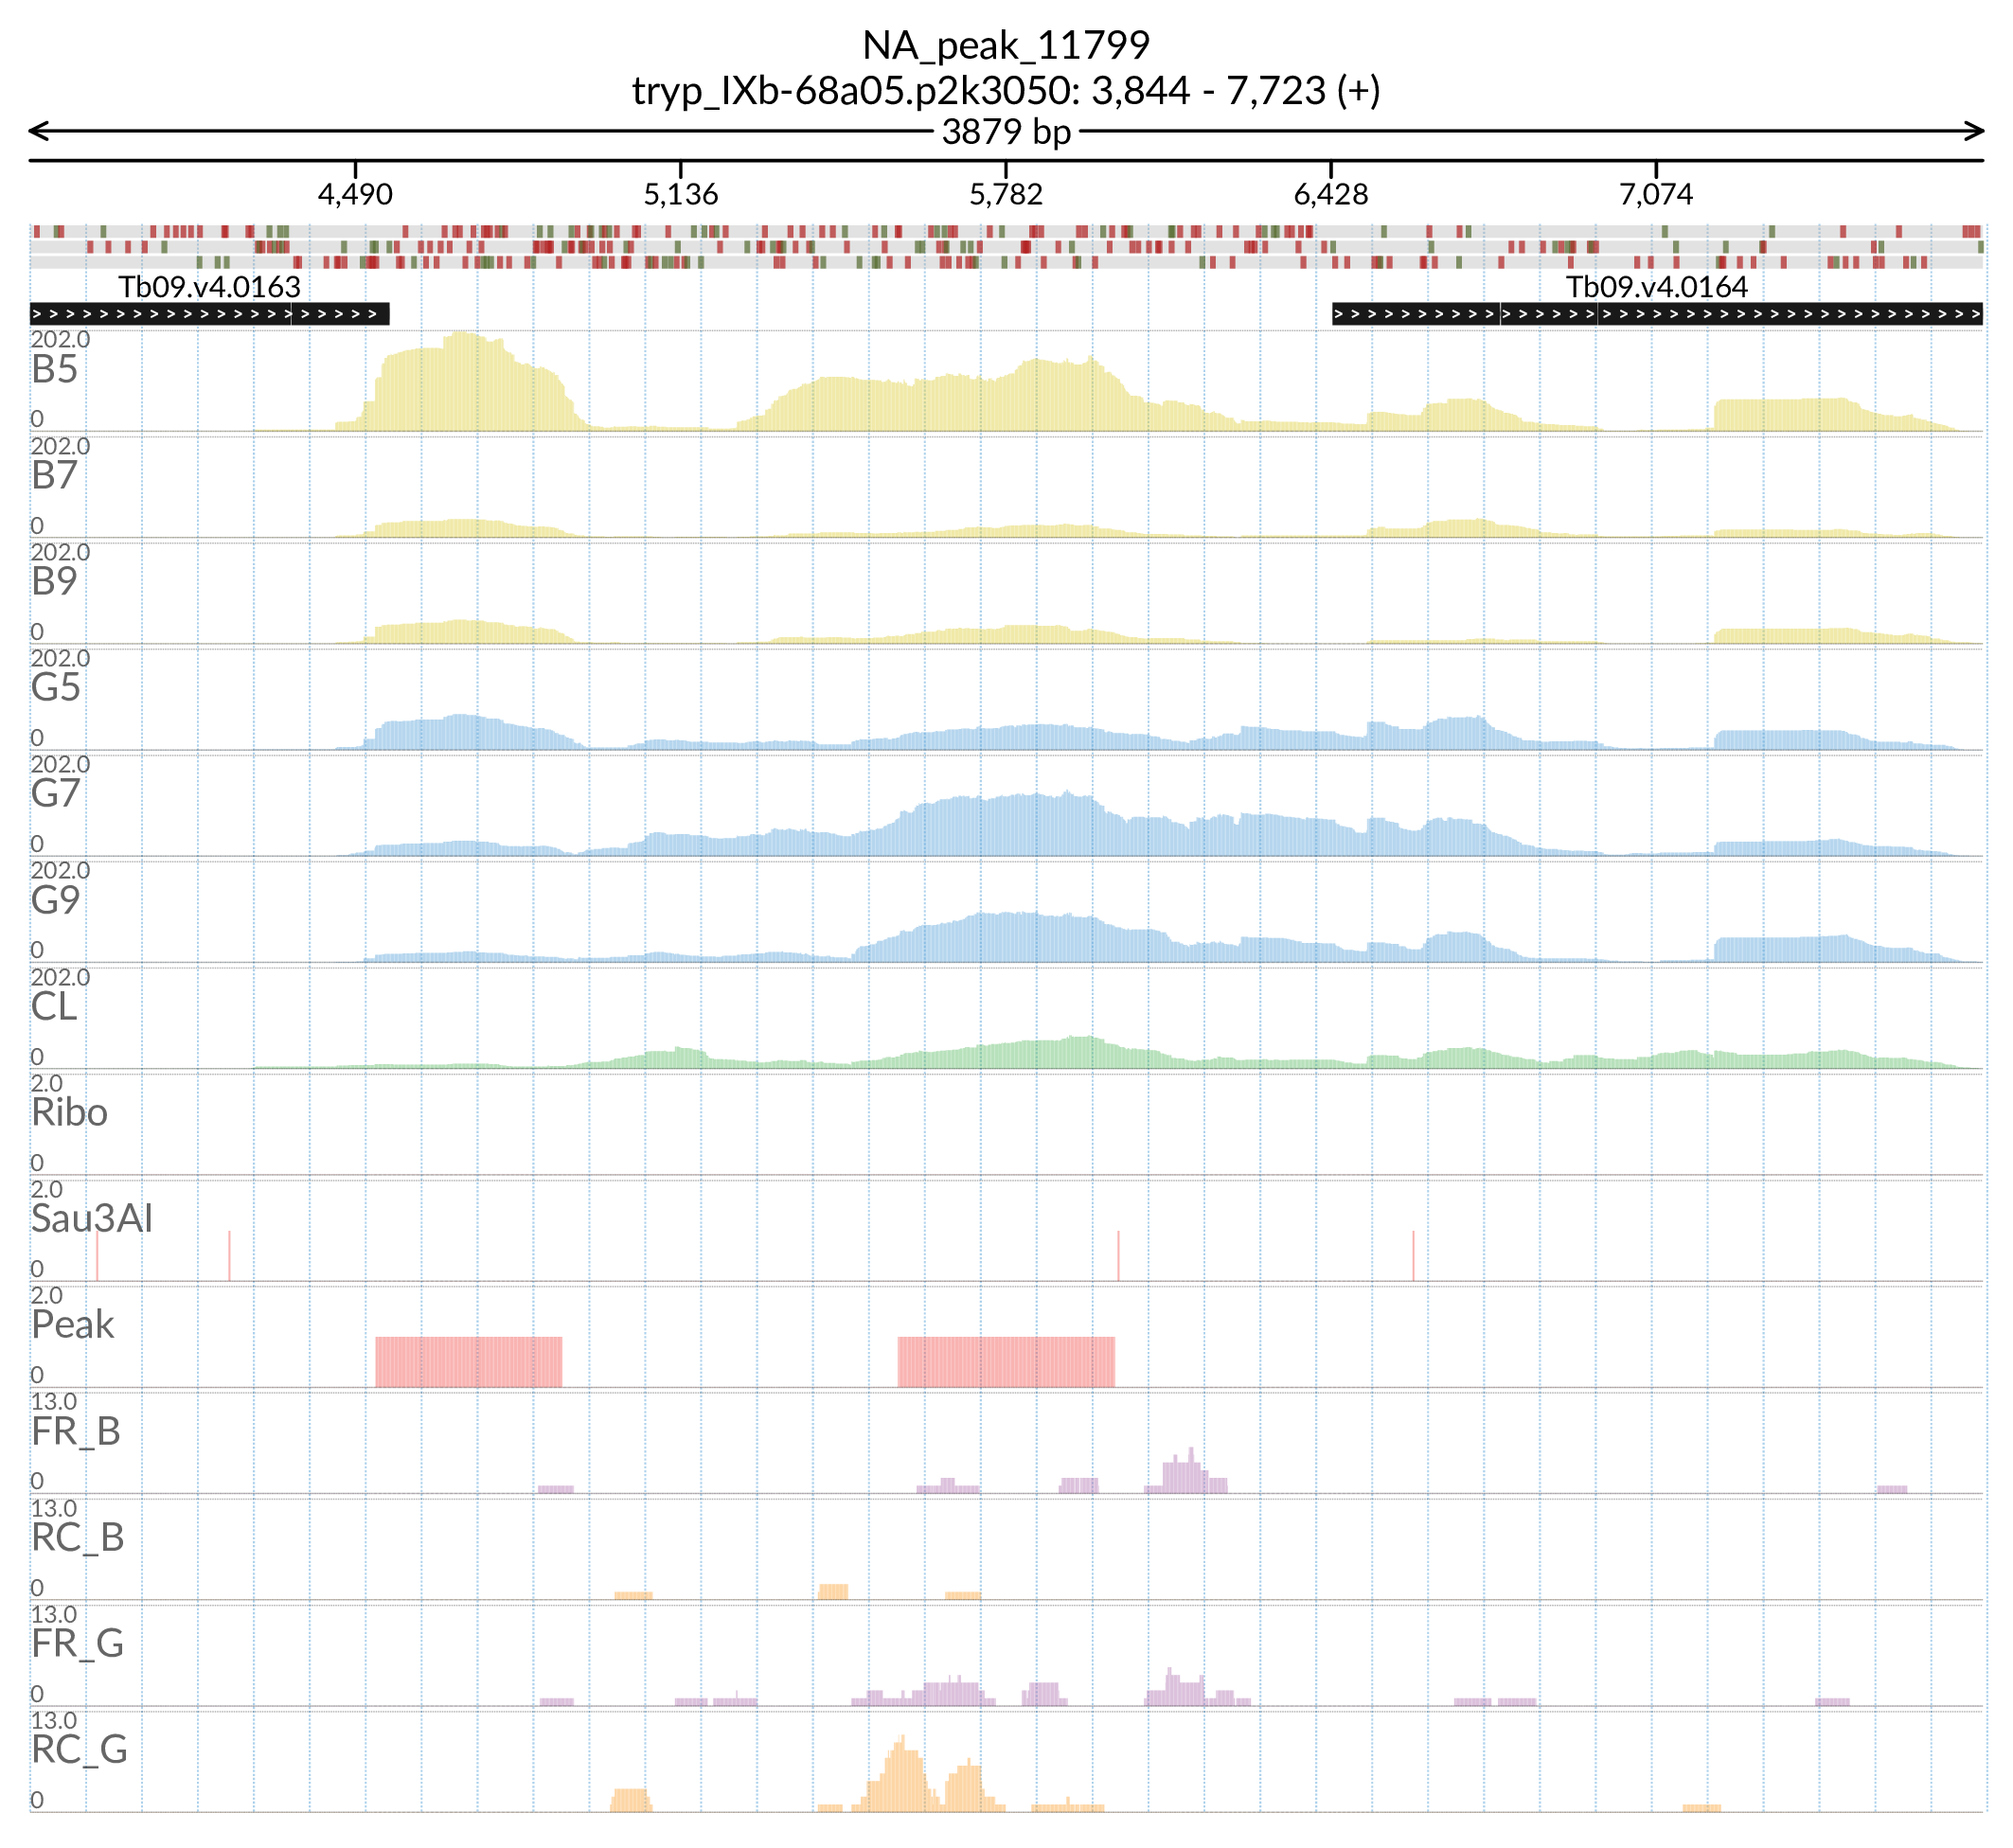 NA_peak_11799
tryp_IXb-68a05.p2k3050: 3,844 - 7,723 (+)
3879 bp
4,490 5,136 5,782 6,428 7,074
Tb09.v4.0163 Tb09.v4.0164
202.0
B5
0
202.0
B7
0
202.0
B9
0
202.0
G5
0
202.0
G7
0
202.0
G9
0
202.0
CL
0
2.0
Ribo
0
2.0
Sau3AI
0
2.0
Peak
0
13.0
FR_B
0
13.0
RC_B
0
13.0
FR_G
0
13.0
RC_G
0